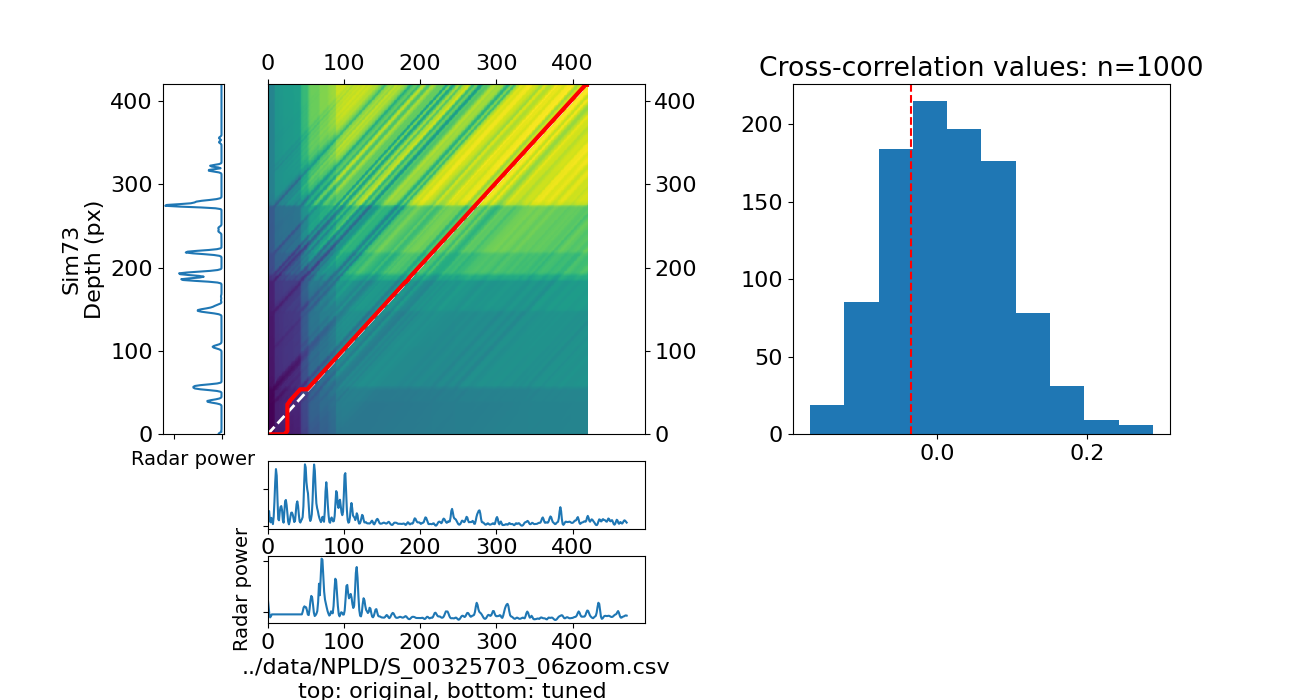 Cross-correlation values: n=1000
0 100 200 300 400
400
300
200
100
0
Sim73
Depth (px)
Radar power
400
300
200
100
0
200
150
100
50
0
0.0 0.2
0 100 200 300 400
Radar power
0 100 200 300 400
../data/NPLD/S_00325703_06zoom.csv
top: original, bottom: tuned